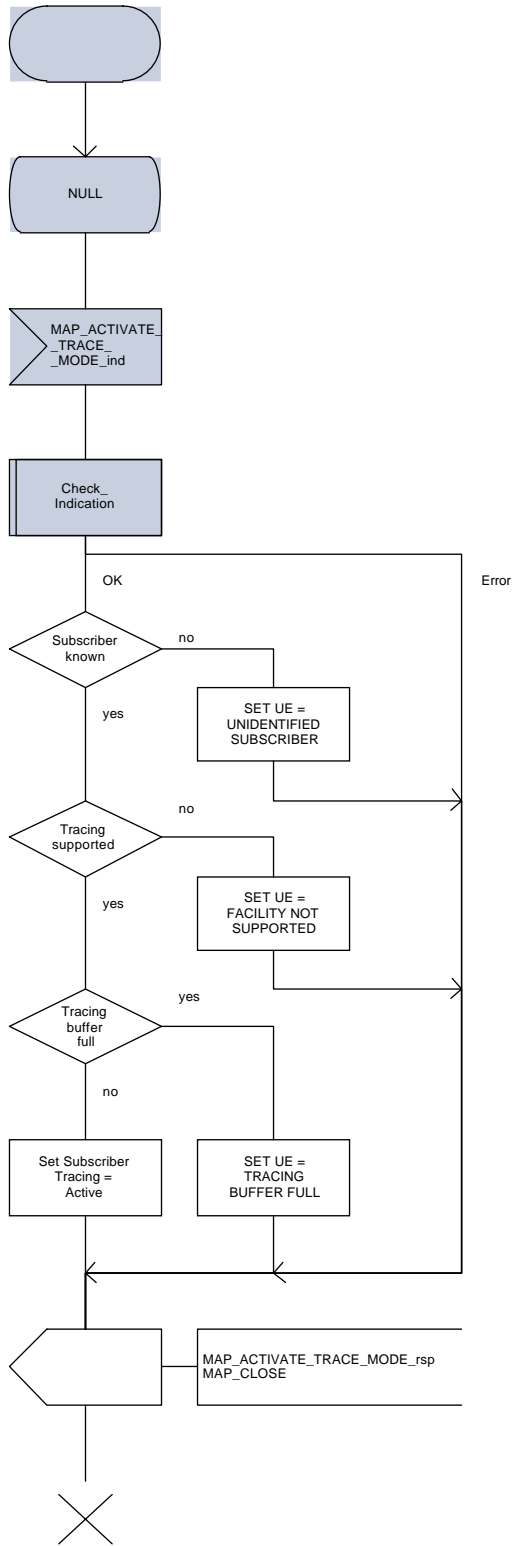 NULL
MAP_ACTIVATE_
_TRACE_
_MODE_ind
Check_
Indication
OK
Error
Subscriber
known
no
yes
SET UE =
UNIDENTIFIED
SUBSCRIBER
Tracing
supported
no
yes
SET UE =
FACILITY NOT
SUPPORTED
Tracing
buffer
full
yes
no
Set Subscriber
Tracing =
Active
SET UE =
TRACING
BUFFER FULL
MAP_ACTIVATE_TRACE_MODE_rsp
MAP_CLOSE